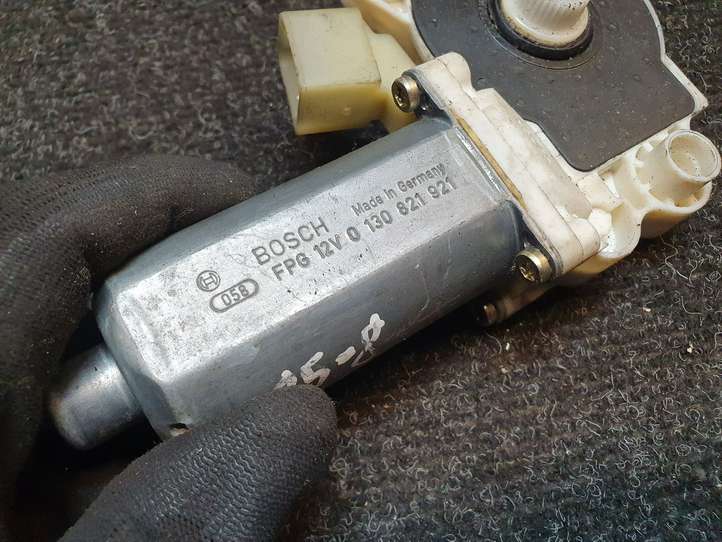 BOSCH Made in Germany
FPG 12V 0 130 821 921
058